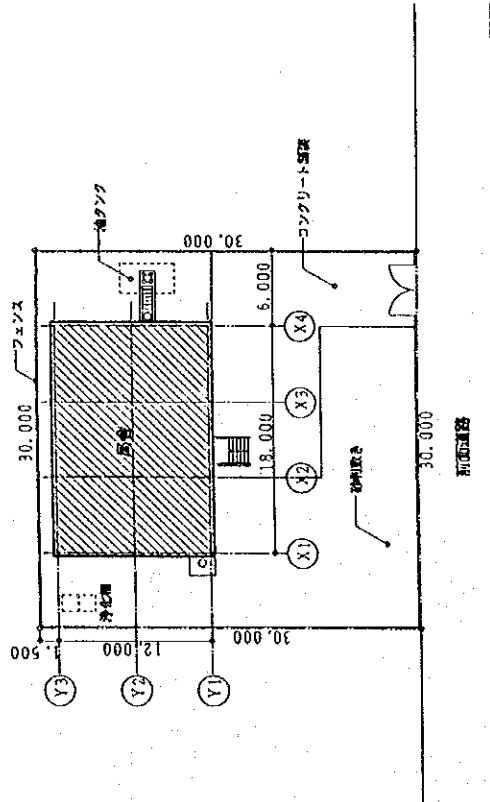 フェンス
30,000
油タンク
30,000
コンクリート舗装
局舎
6,000
18,000
X1
X2
X3
X4
浄化槽
1,500
12,000
30,000
Y3
Y2
Y1
砂利敷き
30,000
前面道路